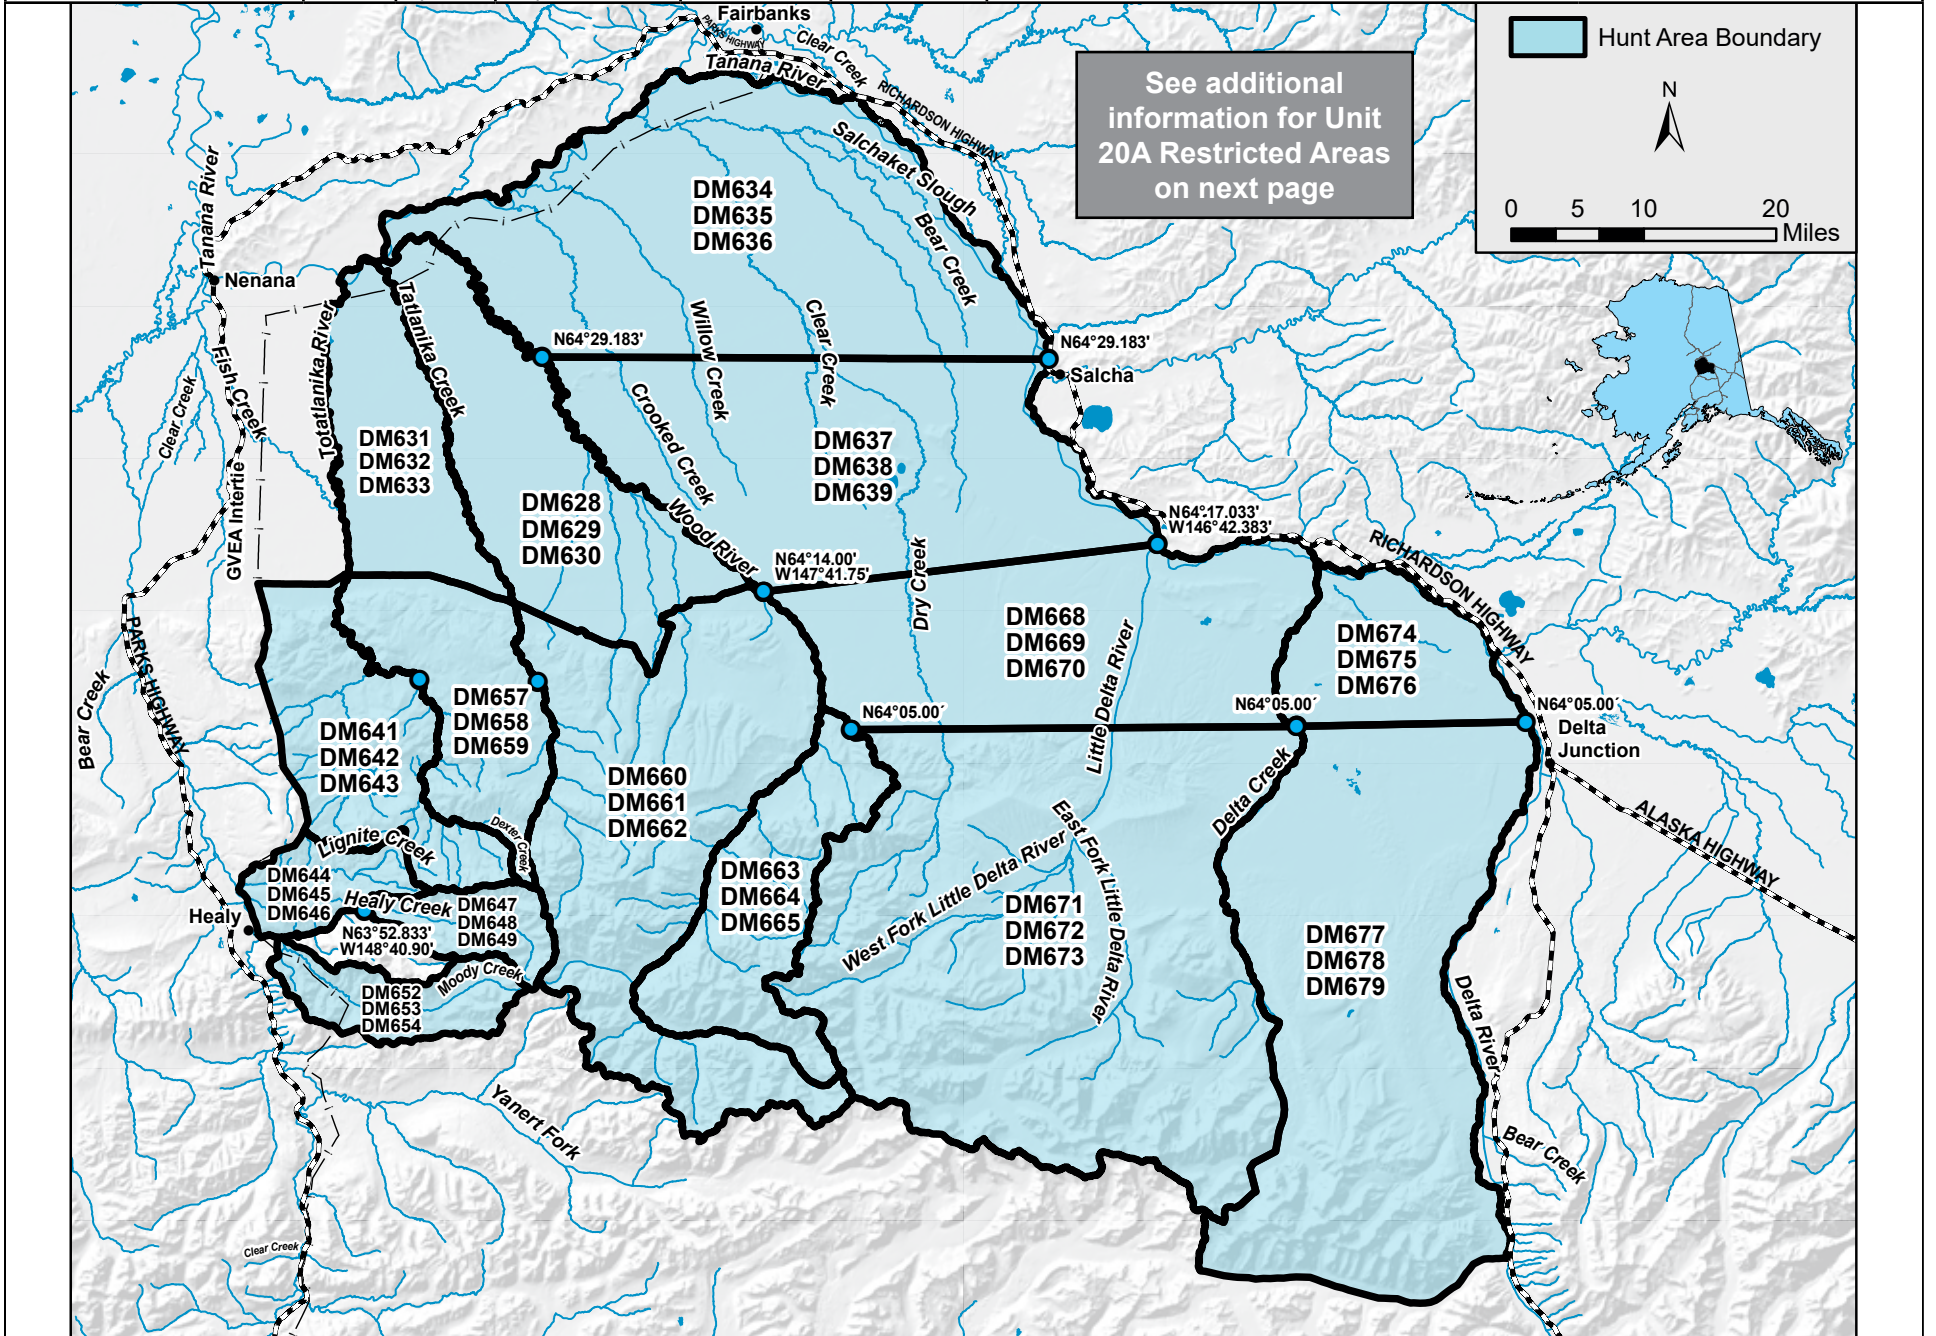 Fairbanks
PARKS HIGHWAY
Clear Creek
Tanana River
RICHARDSON HIGHWAY
Hunt Area Boundary
N
0 5 10 20
Miles
See additional
information for Unit
20A Restricted Areas
on next page
Salchaket Slough
Bear Creek
DM634
DM635
DM636
Tanana River
Nenana
Totatlanika River
Tatlanika Creek
Fish Creek
Clear Creek
GVEA Intertie
N64°29.183'
N64°29.183'
Salcha
Willow Creek
Clear Creek
Crooked Creek
DM631
DM632
DM633
DM628
DM629
DM630
DM637
DM638
DM639
Wood River
N64°14.00'
W147°41.75'
N64°17.033'
W146°42.383'
RICHARDSON HIGHWAY
Dry Creek
DM668
DM669
DM670
Little Delta River
DM674
DM675
DM676
PARKS HIGHWAY
Bear Creek
DM641
DM642
DM643
DM657
DM658
DM659
DM660
DM661
DM662
N64°05.00´
N64°05.00´
N64°05.00´
Delta
Junction
ALASKA HIGHWAY
Delta Creek
Dexter Creek
Lignite Creek
DM644
DM645
DM646
Healy Creek
DM647
DM648
DM649
Healy
N63°52.833'
W148°40.90'
Moody Creek
DM652
DM653
DM654
DM663
DM664
DM665
West Fork Little Delta River
East Fork Little Delta River
DM671
DM672
DM673
DM677
DM678
DM679
Delta River
Yanert Fork
Bear Creek
Clear Creek